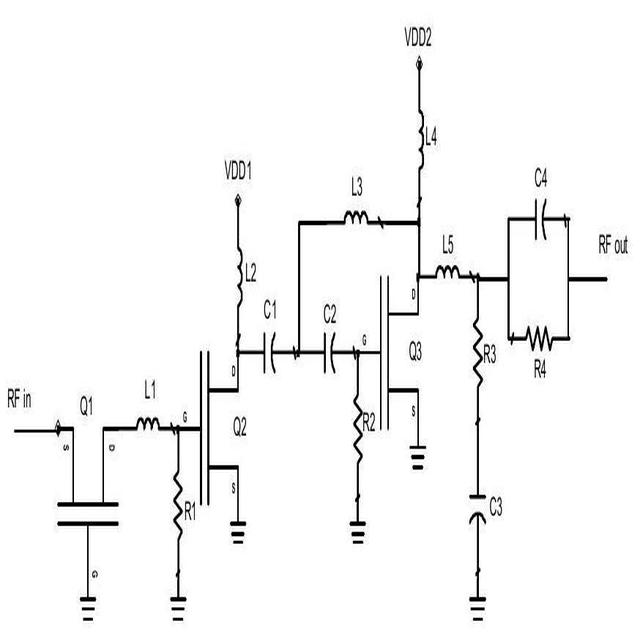 VDD2
L4
VDD1
L3
C4
L5
RF out
L2
D
C1
C2
G
Q3
R3
R4
D
RF in
Q1
L1
G
Q2
R2
S
S
D
S
R1
C3
G